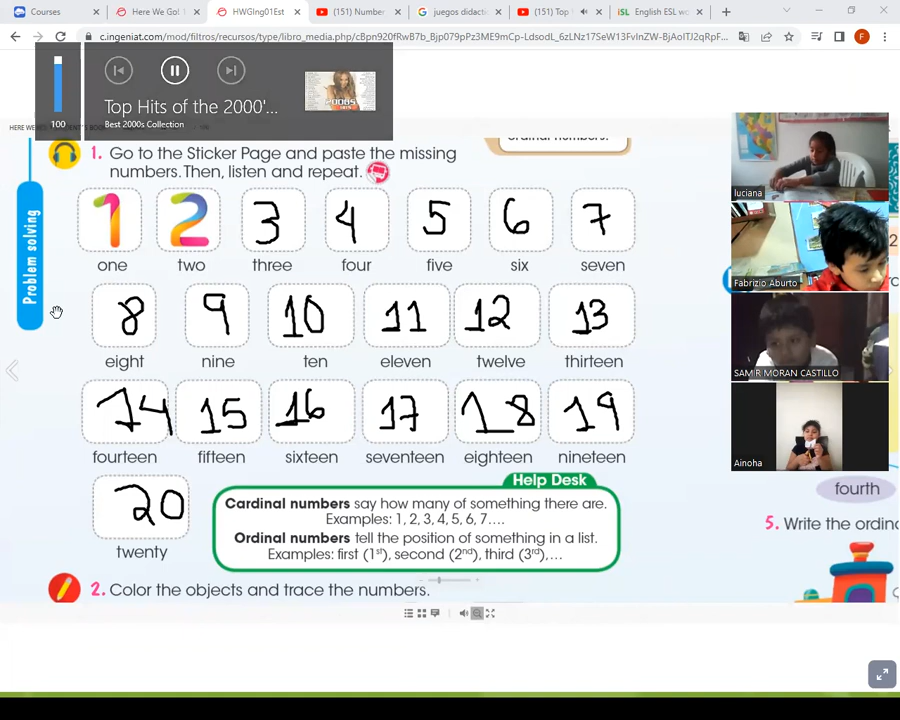 Courses
Here We Go! 1
HWGIng01Est
(151) Number
juegos didacti
(151) Top
iSL English ESL wo
c.ingeniat.com/mod/filtros/recursos/type/libro_media.php/
F
Top Hits of the 2000'...
Best 2000s Collection
100
2000s
1. Go to the Sticker Page and paste the missing
numbers. Then, listen and repeat.
Ordinal numbers.
Problem solving
1 2 3 4 5 6 7
one two three four five six seven
8 9 10 11 12 13
eight nine ten eleven twelve thirteen
14 15 16 17 18 19
fourteen fifteen sixteen seventeen eighteen nineteen
20
twenty
Help Desk
Cardinal numbers say how many of something there are.
Examples: 1, 2, 3, 4, 5, 6, 7....
Ordinal numbers tell the position of something in a list.
Examples: first (1st), second (2nd), third (3rd), ...
2. Color the objects and trace the numbers.
luciana
Fabrizio Aburto
SAMIR MORAN CASTILLO
Ainoha
fourth
5. Write the ordin